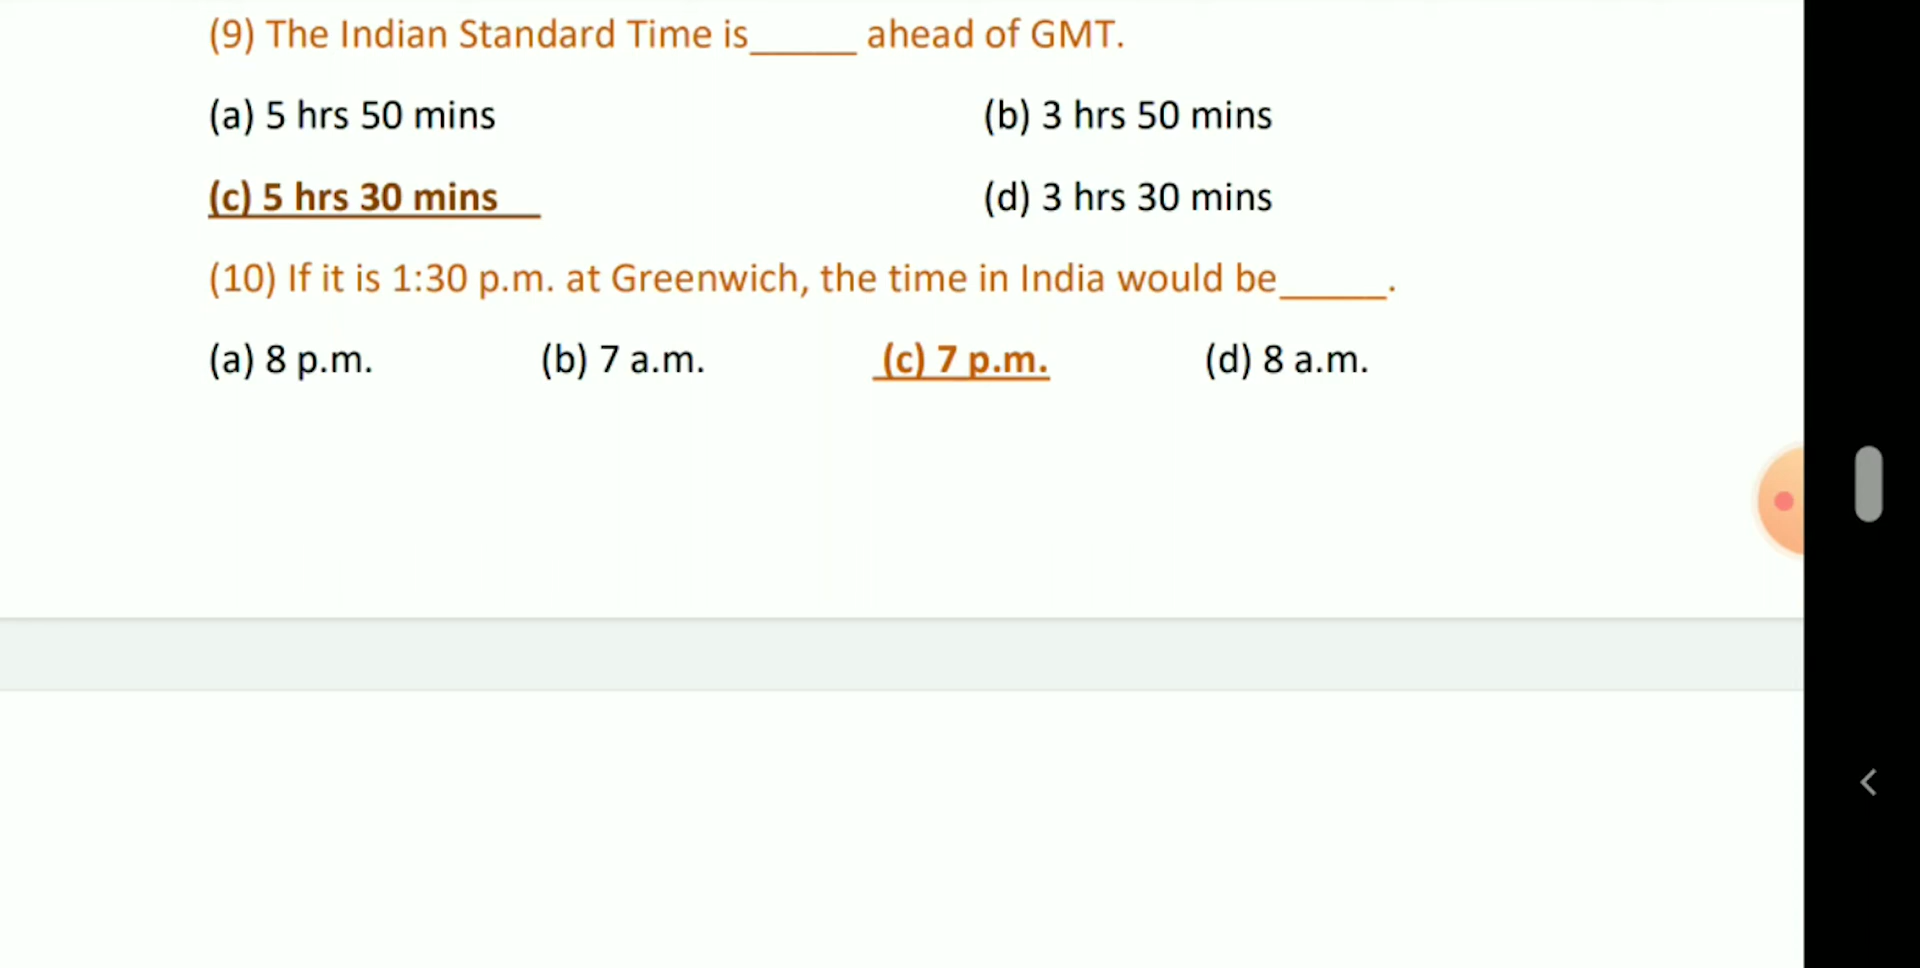 (9) The Indian Standard Time is_____ ahead of GMT.
(a) 5 hrs 50 mins (b) 3 hrs 50 mins
(c) 5 hrs 30 mins (d) 3 hrs 30 mins
(10) If it is 1:30 p.m. at Greenwich, the time in India would be_____.
(a) 8 p.m. (b) 7 a.m. (c) 7 p.m. (d) 8 a.m.